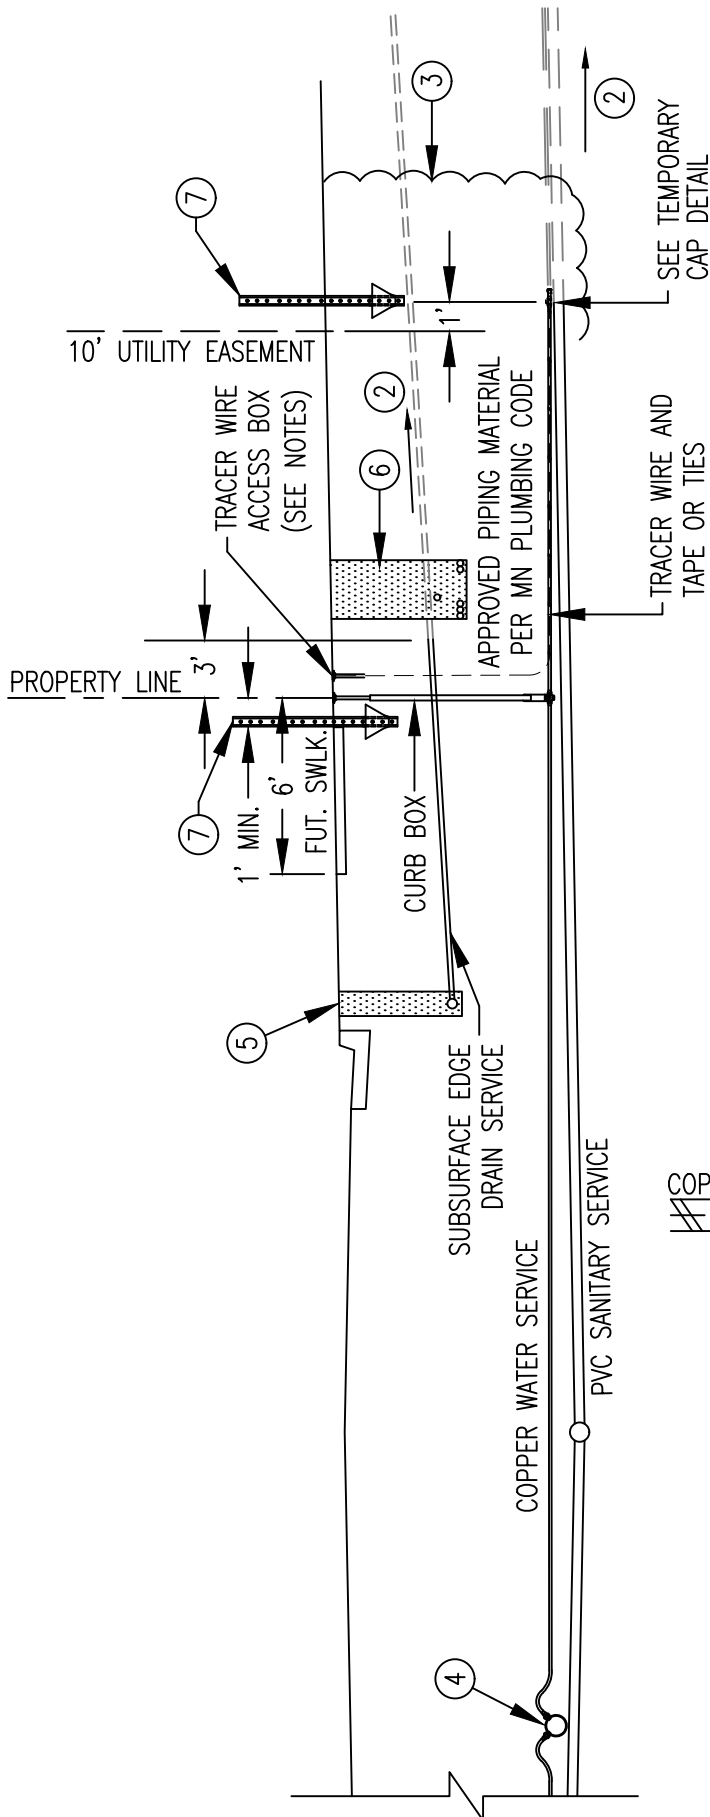 3
2
7
1'
SEE TEMPORARY
CAP DETAIL
10' UTILITY EASEMENT
TRACER WIRE
ACCESS BOX
(SEE NOTES)
2
6
APPROVED PIPING MATERIAL
PER MN PLUMBING CODE
TRACER WIRE AND
TAPE OR TIES
PROPERTY LINE
3'
7
1' MIN.
6'
FUT. SWLK.
CURB BOX
5
SUBSURFACE EDGE
DRAIN SERVICE
COPPER WATER SERVICE
PVC SANITARY SERVICE
COP
4